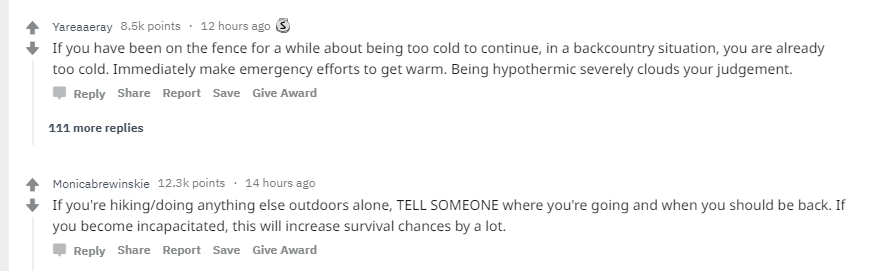 Yareaaeray 8.5k points · 12 hours ago S
If you have been on the fence for a while about being too cold to continue, in a backcountry situation, you are already
too cold. Immediately make emergency efforts to get warm. Being hypothermic severely clouds your judgement.
Reply Share Report Save Give Award
111 more replies
Monicabrewinskie 12.3k points · 14 hours ago
If you're hiking/doing anything else outdoors alone, TELL SOMEONE where you're going and when you should be back. If
you become incapacitated, this will increase survival chances by a lot.
Reply Share Report Save Give Award